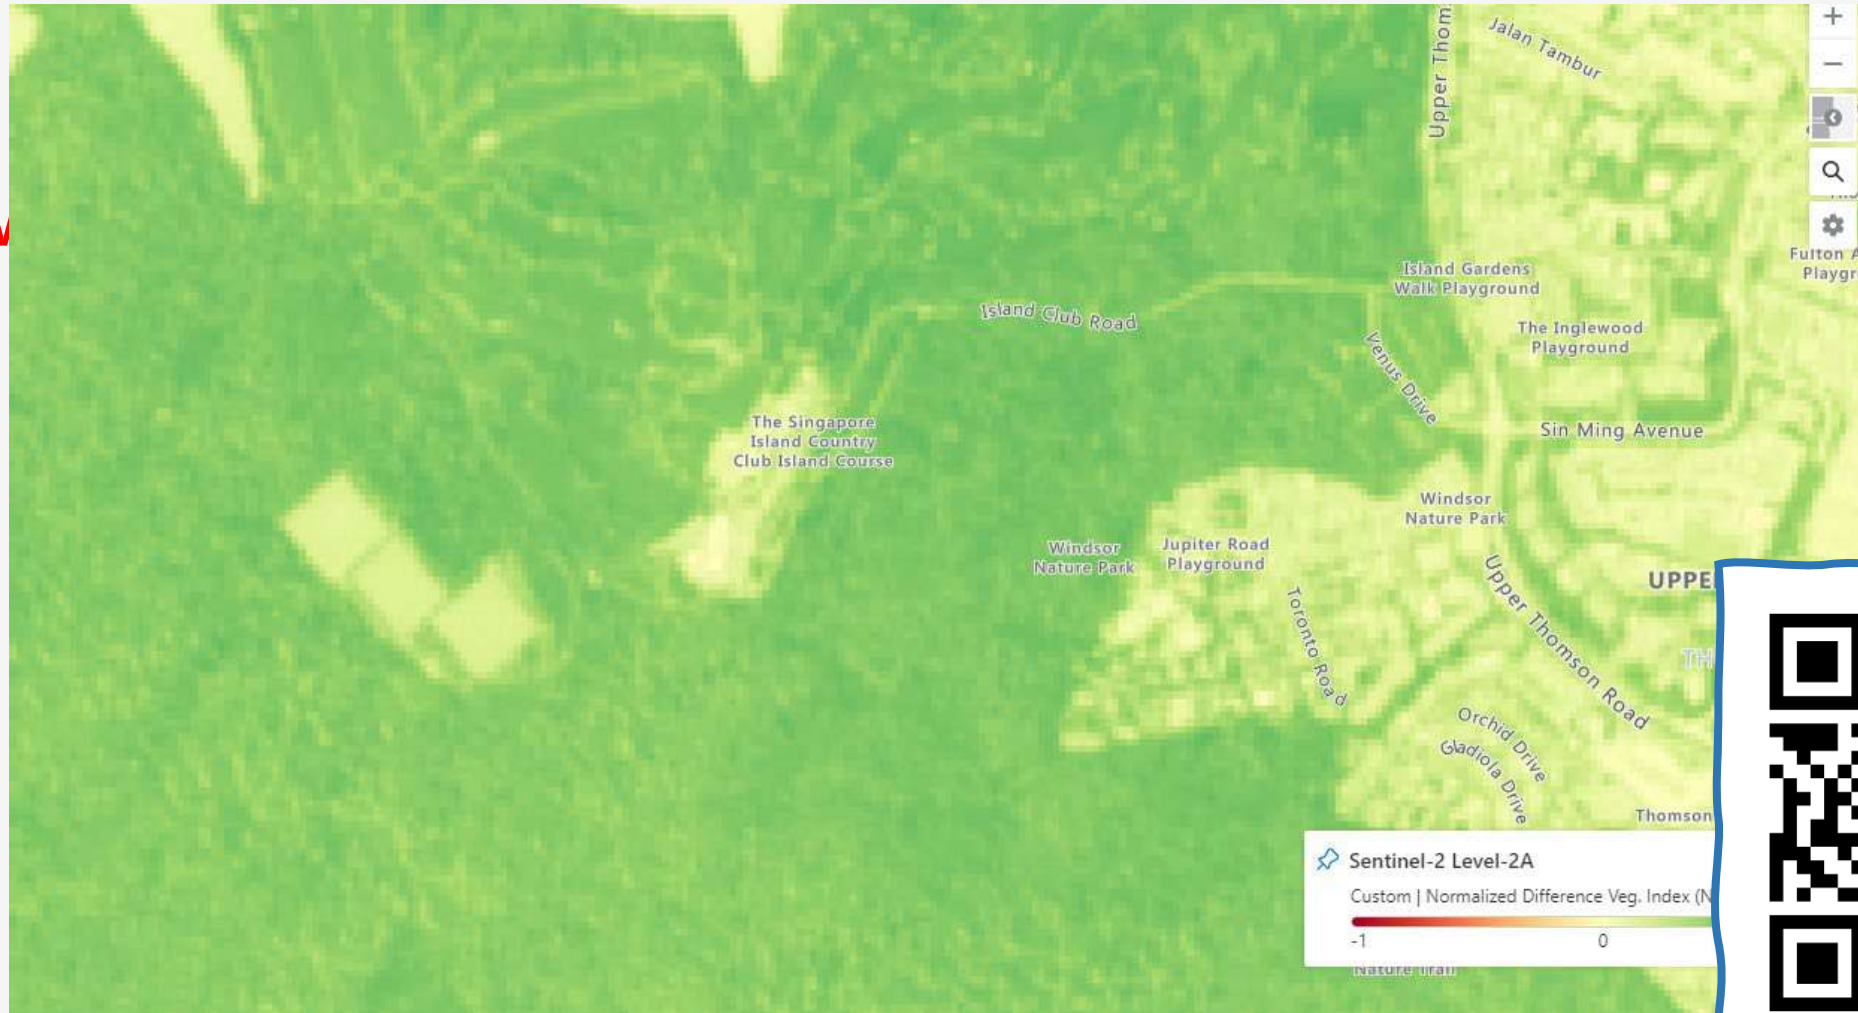 Upper Thom
Jalan Tambur
Fulton A
Playgr
Island Gardens
Walk Playground
Island Club Road
The Inglewood
Playground
Venus Drive
The Singapore
Island Country
Club Island Course
Sin Ming Avenue
Windsor
Nature Park
Windsor
Nature Park
Jupiter Road
Playground
Upper Thomson Road
UPPE
Toronto Road
TH
Orchid Drive
Gladiola Drive
Thomson
Sentinel-2 Level-2A
Custom | Normalized Difference Veg. Index (N
-1
0
Nature Trail